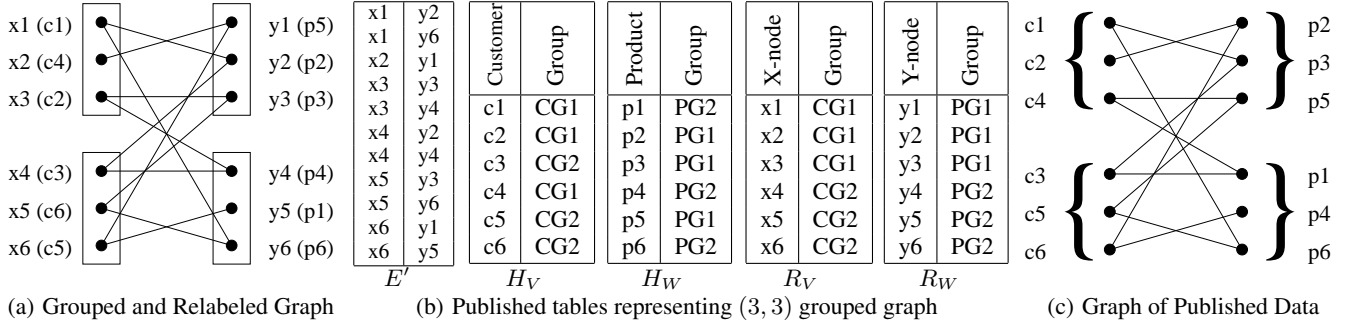 x1 (c1) y1 (p5)
x2 (c4) y2 (p2)
x3 (c2) y3 (p3)
x4 (c3) y4 (p4)
x5 (c6) y5 (p1)
x6 (c5) y6 (p6)
(a) Grouped and Relabeled Graph
x1 y2
x1 y6
x2 y1
x3 y3
x3 y4
x4 y2
x4 y4
x5 y3
x5 y6
x6 y1
x6 y5
E′
Customer Group
c1 CG1
c2 CG1
c3 CG2
c4 CG1
c5 CG2
c6 CG2
H_V
Product Group
p1 PG2
p2 PG1
p3 PG1
p4 PG2
p5 PG1
p6 PG2
H_W
X-node Group
x1 CG1
x2 CG1
x3 CG1
x4 CG2
x5 CG2
x6 CG2
R_V
Y-node Group
y1 PG1
y2 PG1
y3 PG1
y4 PG2
y5 PG2
y6 PG2
R_W
(b) Published tables representing (3, 3) grouped graph
c1 p2
c2 p3
c4 p5
c3 p1
c5 p4
c6 p6
(c) Graph of Published Data